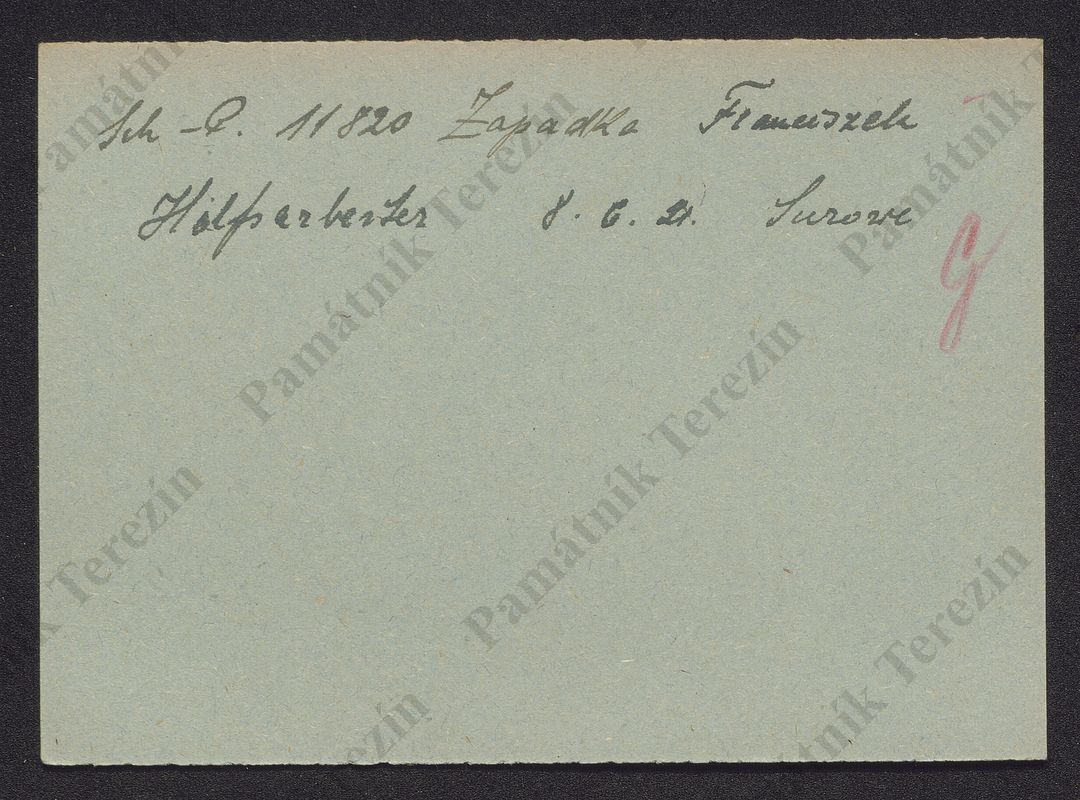 Sch - P. 11820 Zapadka Franciszek
Hilfsarbeiter 8. 6. 21. Surowe
Památník Terezín